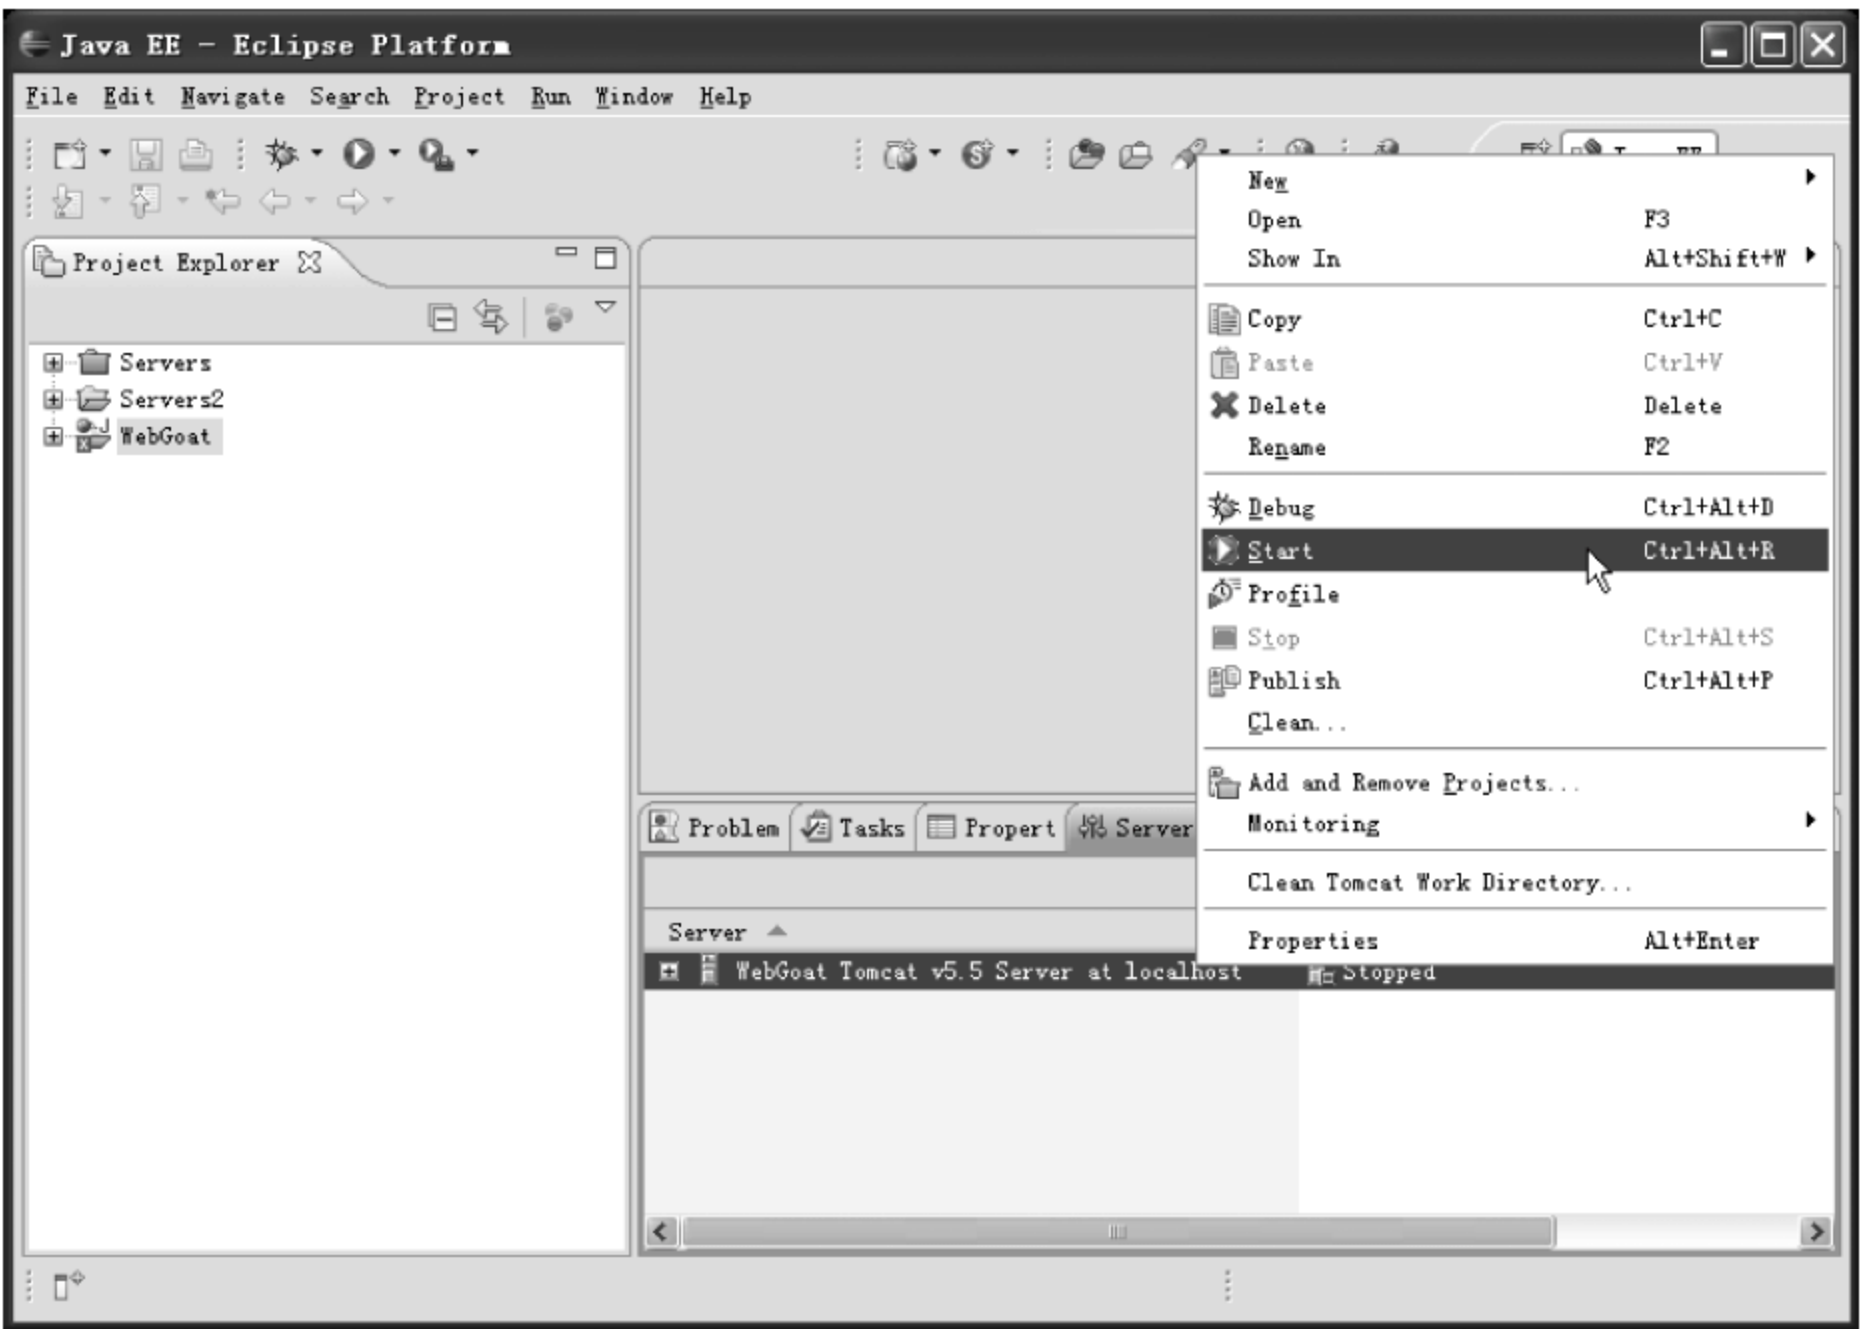 Java EE - Eclipse Platform
File Edit Navigate Search Project Run Window Help
Project Explorer
Servers
Servers2
WebGoat
New
Open F3
Show In Alt+Shift+W
Copy Ctrl+C
Paste Ctrl+V
Delete Delete
Rename F2
Debug Ctrl+Alt+D
Start Ctrl+Alt+R
Profile
Stop Ctrl+Alt+S
Publish Ctrl+Alt+P
Clean...
Add and Remove Projects...
Monitoring
Clean Tomcat Work Directory...
Properties Alt+Enter
Problem Tasks Propert Server
Server
WebGoat Tomcat v5.5 Server at localhost Stopped